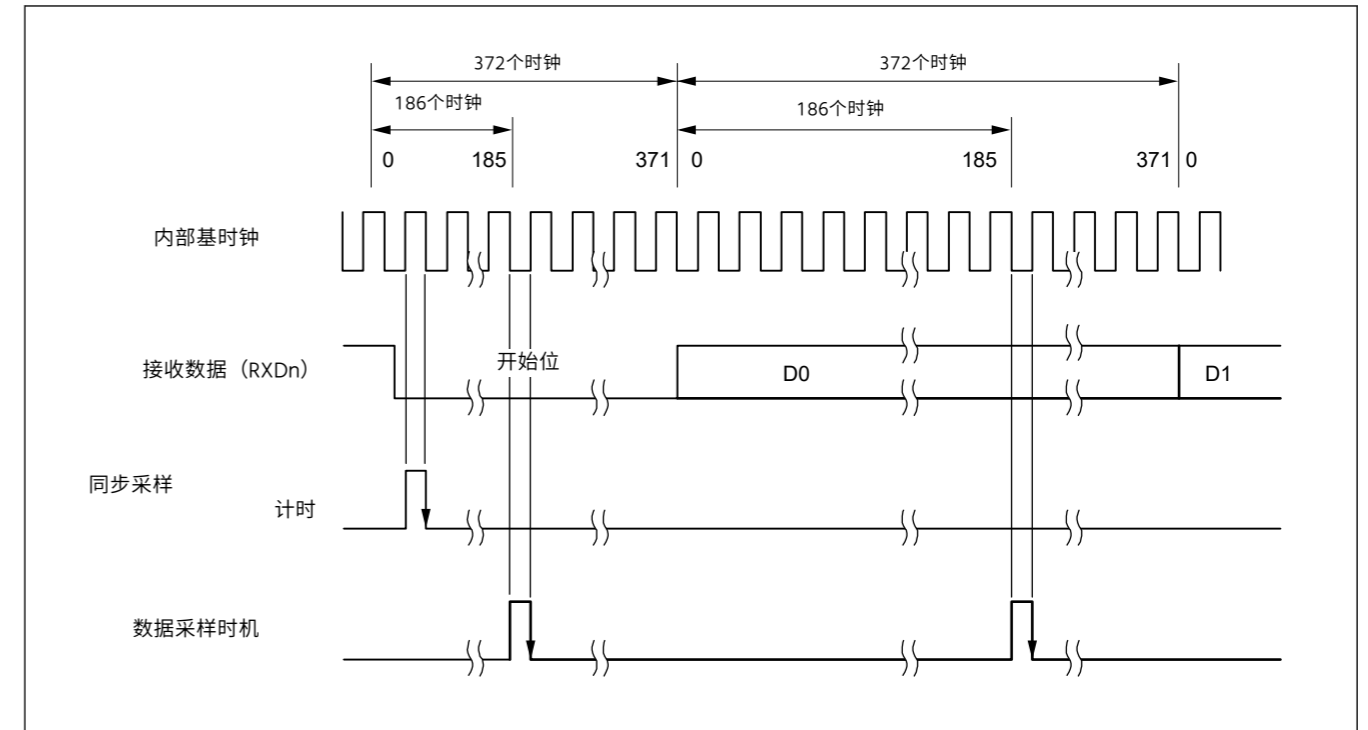 372个时钟 372个时钟
186个时钟 186个时钟
0 185 371 0 185 371 0
内部基时钟
接收数据（RXDn） 开始位 D0 D1
同步采样
计时
数据采样时机